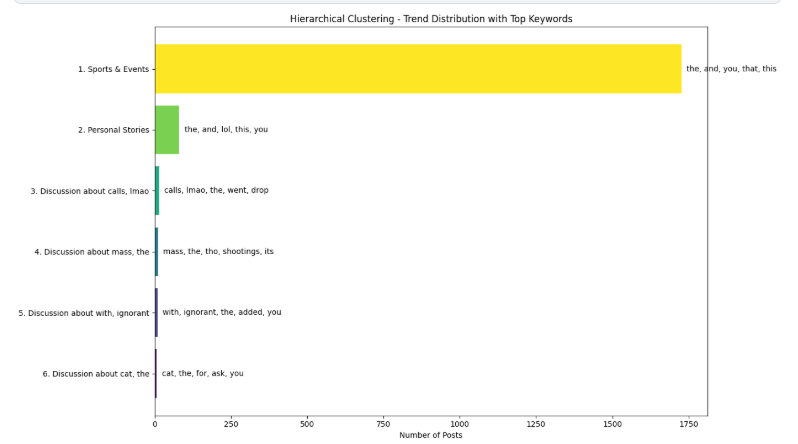 Hierarchical Clustering - Trend Distribution with Top Keywords
1. Sports & Events
the, and, you, that, this
2. Personal Stories
the, and, lol, this, you
3. Discussion about calls, lmao
calls, lmao, the, went, drop
4. Discussion about mass, the
mass, the, tho, shootings, its
5. Discussion about with, ignorant
with, ignorant, the, added, you
6. Discussion about cat, the
cat, the, for, ask, you
0 250 500 750 1000 1250 1500 1750
Number of Posts